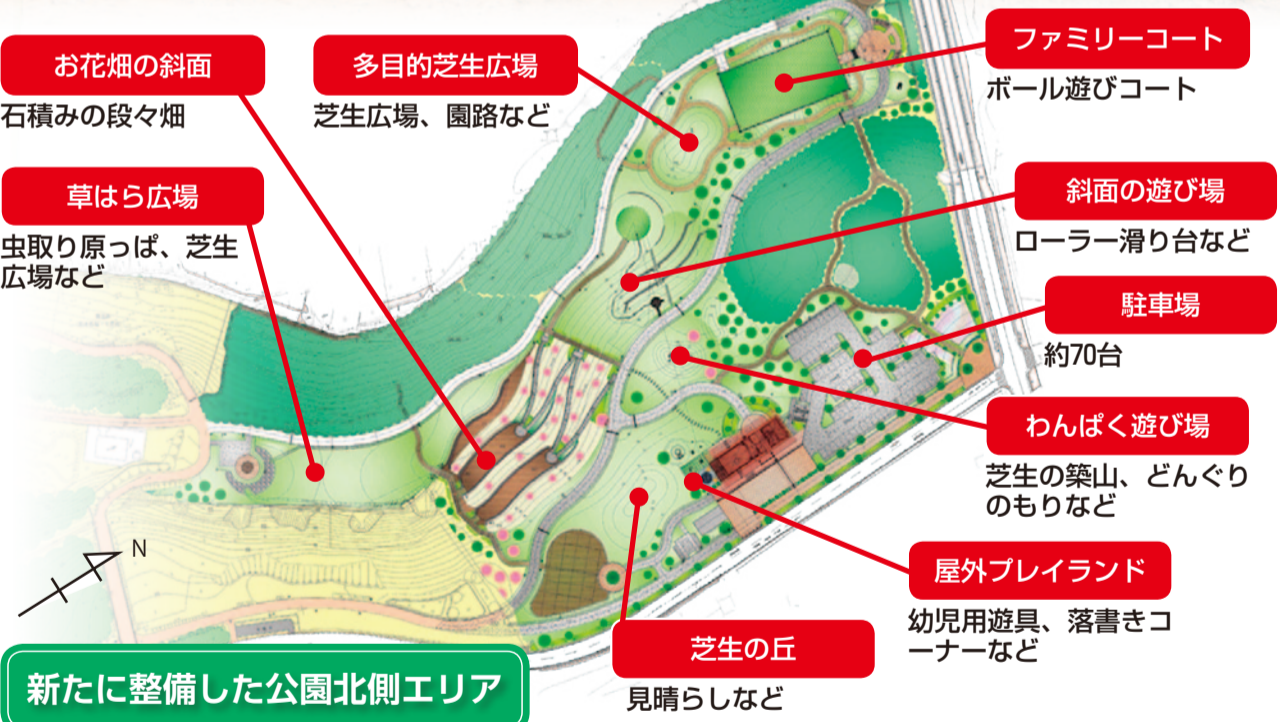 お花畑の斜面
石積みの段々畑
多目的芝生広場
芝生広場、園路など
ファミリーコート
ボール遊びコート
草はら広場
虫取り原っぱ、芝生
広場など
斜面の遊び場
ローラー滑り台など
駐車場
約70台
わんぱく遊び場
芝生の築山、どんぐり
のもりなど
屋外プレイランド
幼児用遊具、落書きコ
ーナーなど
芝生の丘
見晴らしなど
N
新たに整備した公園北側エリア